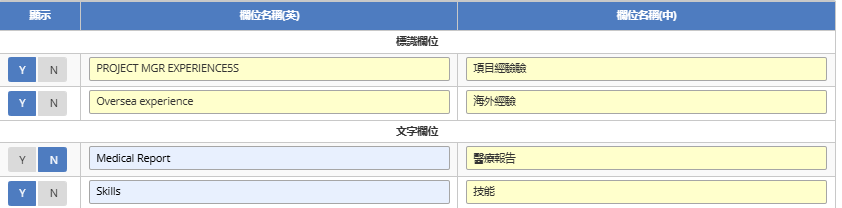 顯示 欄位名稱(英) 欄位名稱(中)
標識欄位
Y N PROJECT MGR EXPERIENCE5S 項目經驗驗
Y N Oversea experience 海外經驗
文字欄位
Y N Medical Report 醫療報告
Y N Skills 技能